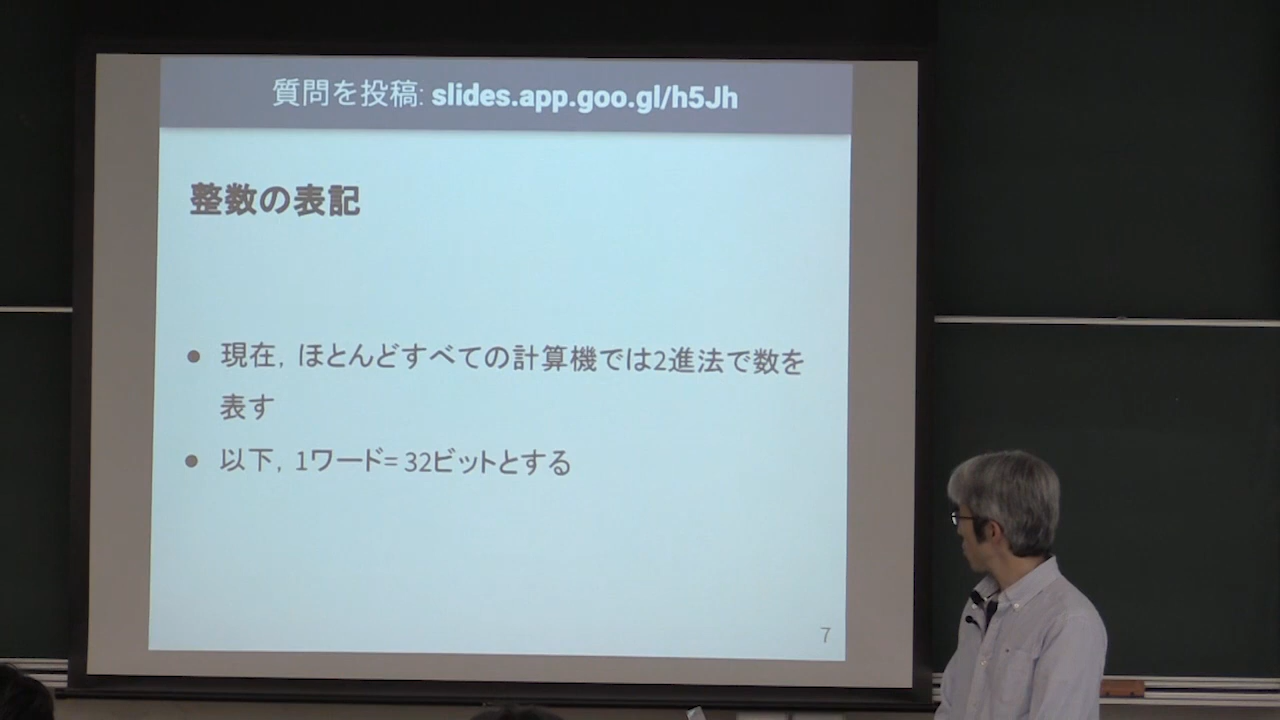 質問を投稿: slides.app.goo.gl/h5Jh
整数の表記
● 現在，ほとんどすべての計算機では2進法で数を
表す
● 以下，1ワード= 32ビットとする
7